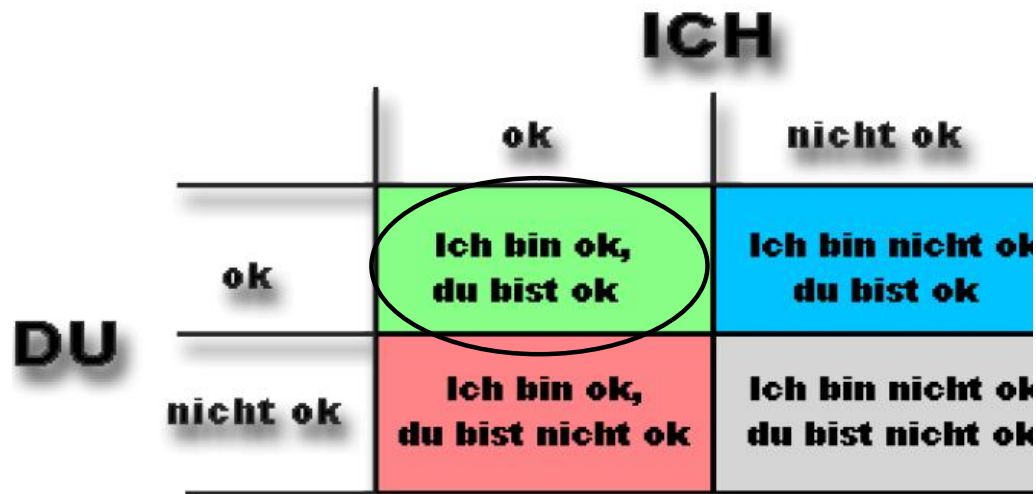 ICH
ok
nicht ok
ok
Ich bin ok,
du bist ok
Ich bin nicht ok
du bist ok
DU
nicht ok
Ich bin ok,
du bist nicht ok
Ich bin nicht ok
du bist nicht ok